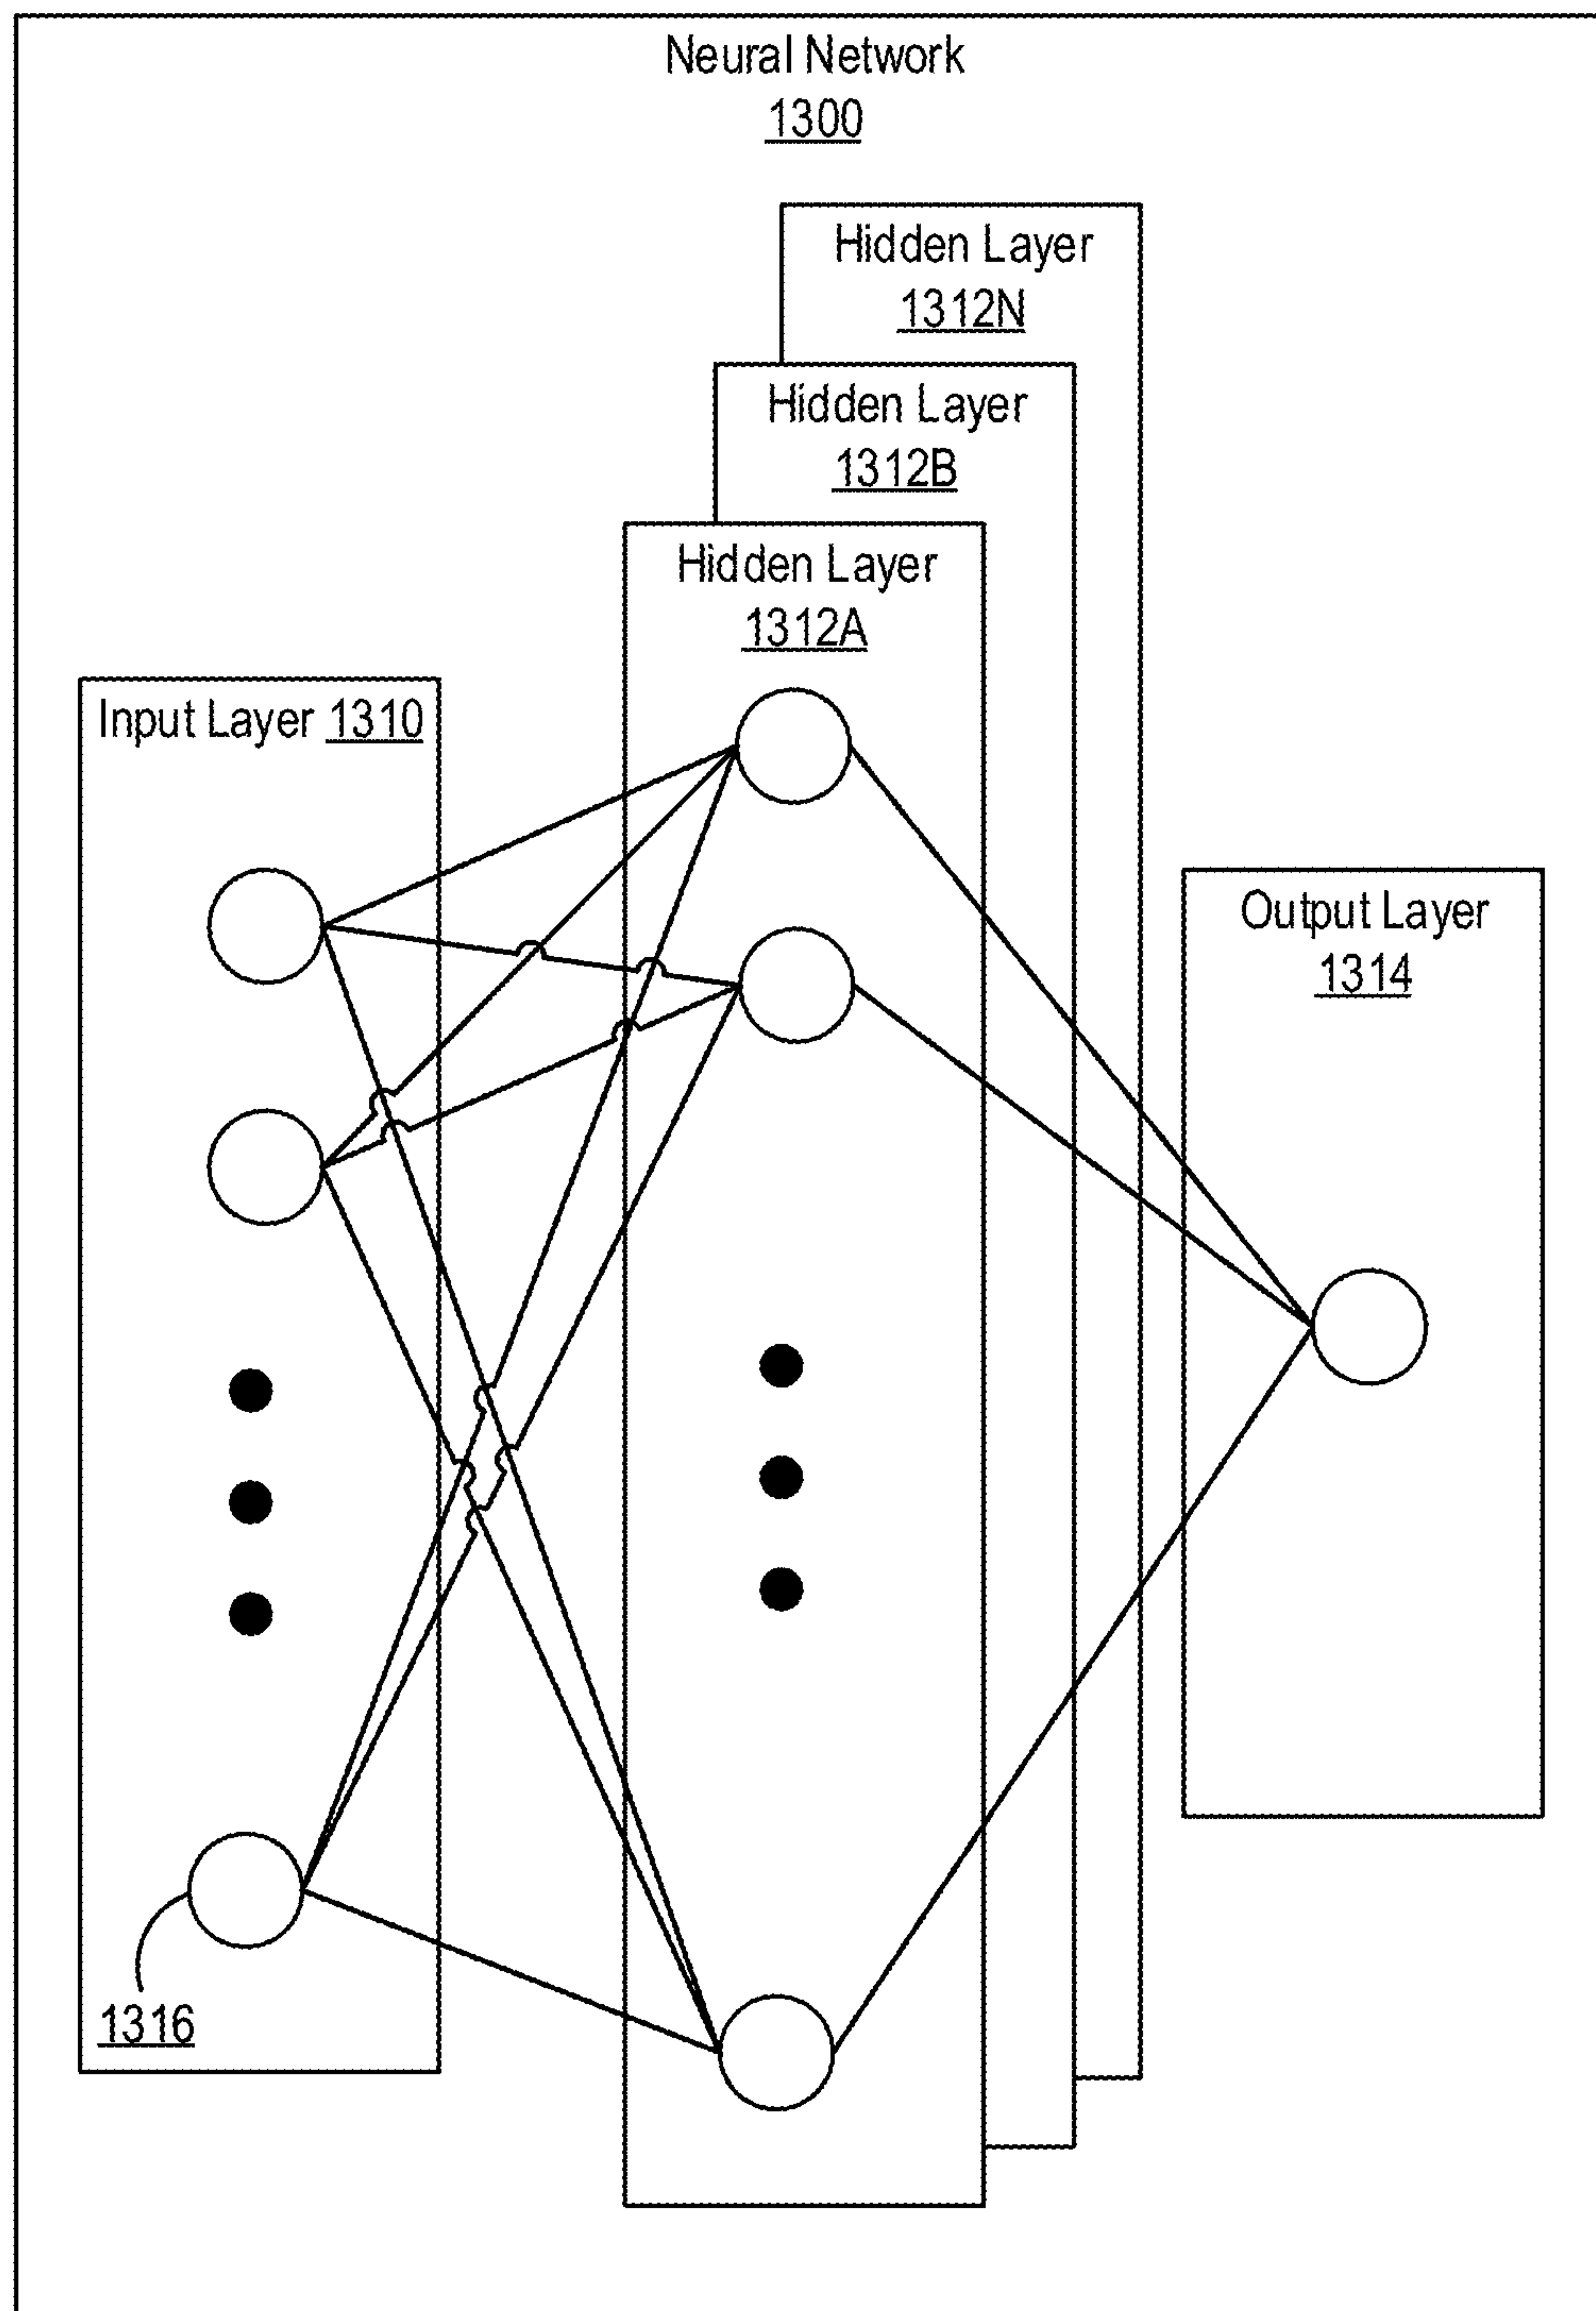 Neural Network
1300
Hidden Layer
1312N
Hidden Layer
1312B
Hidden Layer
1312A
Input Layer 1310
Output Layer
1314
1316